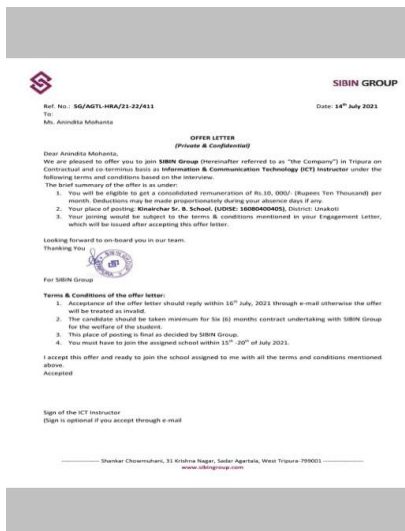 SIBIN GROUP
Ref. No.: SG/AGTL-HRA/21-22/411
Date: 14th July 2021
To:
Ms. Anindita Mohanta,
OFFER LETTER
(Private & Confidential)
Dear Anindita Mohanta,
We are pleased to offer you to join SIBIN Group (Hereinafter referred to as "the Company") in Tripura on
Contractual and co-terminus basis as Information & Communication Technology (ICT) Instructor under the
following terms and conditions based on the interview.
The brief summary of the offer is as under:
1. You will be eligible to get a consolidated remuneration of Rs.10, 000/- (Rupees Ten Thousand) per
month. Deductions may be made proportionately during your absence days if any.
2. Your place of posting: Kinairchar Sr. B. School. (UDISE: 16080400405), District: Unakoti
3. Your joining would be subject to the terms & conditions mentioned in your Engagement Letter,
which will be issued after accepting this offer letter.
Looking forward to on-board you in our team.
Thanking You
For SIBIN Group
Terms & Conditions of the offer letter:
1. Acceptance of the offer letter should reply within 16th July, 2021 through e-mail otherwise the offer
will be treated as invalid.
2. The candidate should be taken minimum for Six (6) months contract undertaking with SIBIN Group
for the welfare of the student.
3. This place of posting is final as decided by SIBIN Group.
4. You must have to join the assigned school within 15th -20th of July 2021.
I accept this offer and ready to join the school assigned to me with all the terms and conditions mentioned
above.
Accepted
Sign of the ICT Instructor
(Sign is optional if you accept through e-mail
Shankar Chowmuhani, 31 Krishna Nagar, Sadar Agartala, West Tripura-799001
www.sibingroup.com